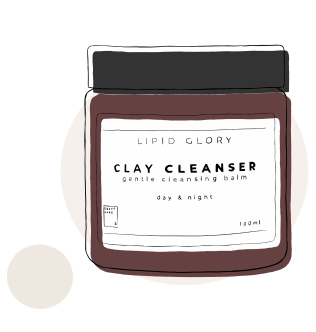 LIPID GLORY
CLAY CLEANSER
gentle cleansing balm
day & night
100ml